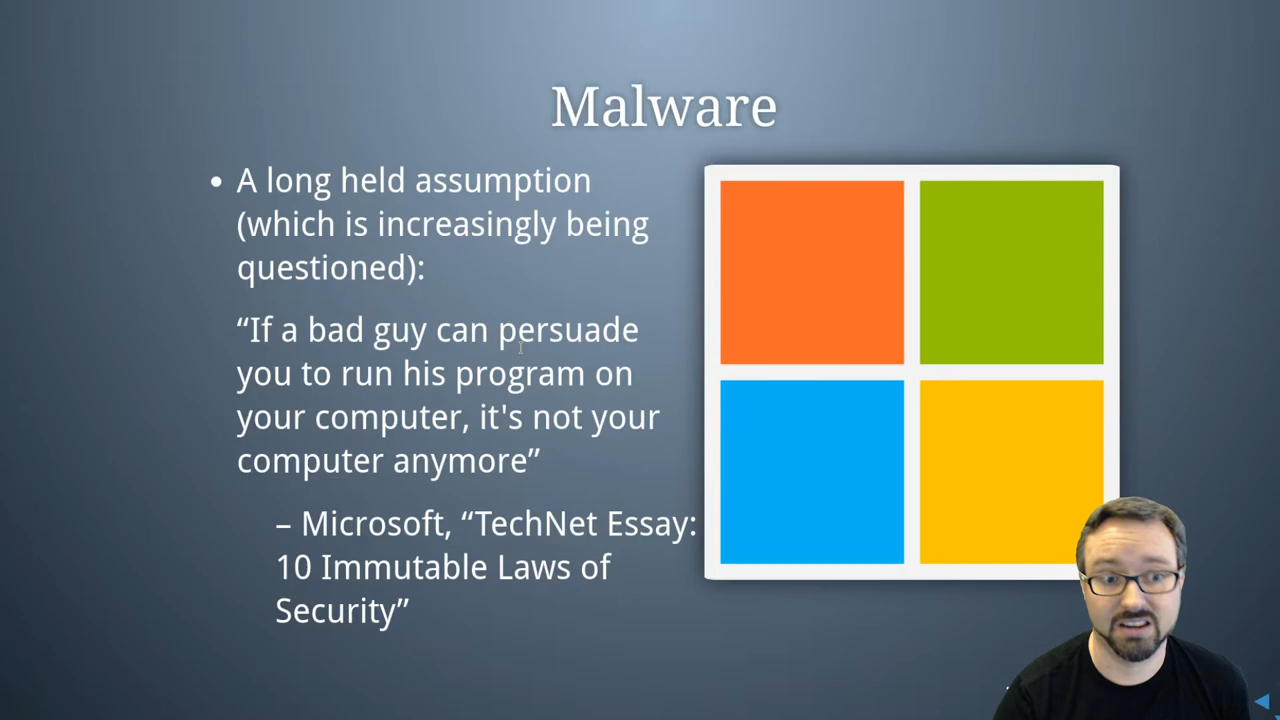 Malware
• A long held assumption
(which is increasingly being
questioned):
“If a bad guy can persuade
you to run his program on
your computer, it's not your
computer anymore”
– Microsoft, “TechNet Essay:
10 Immutable Laws of
Security”